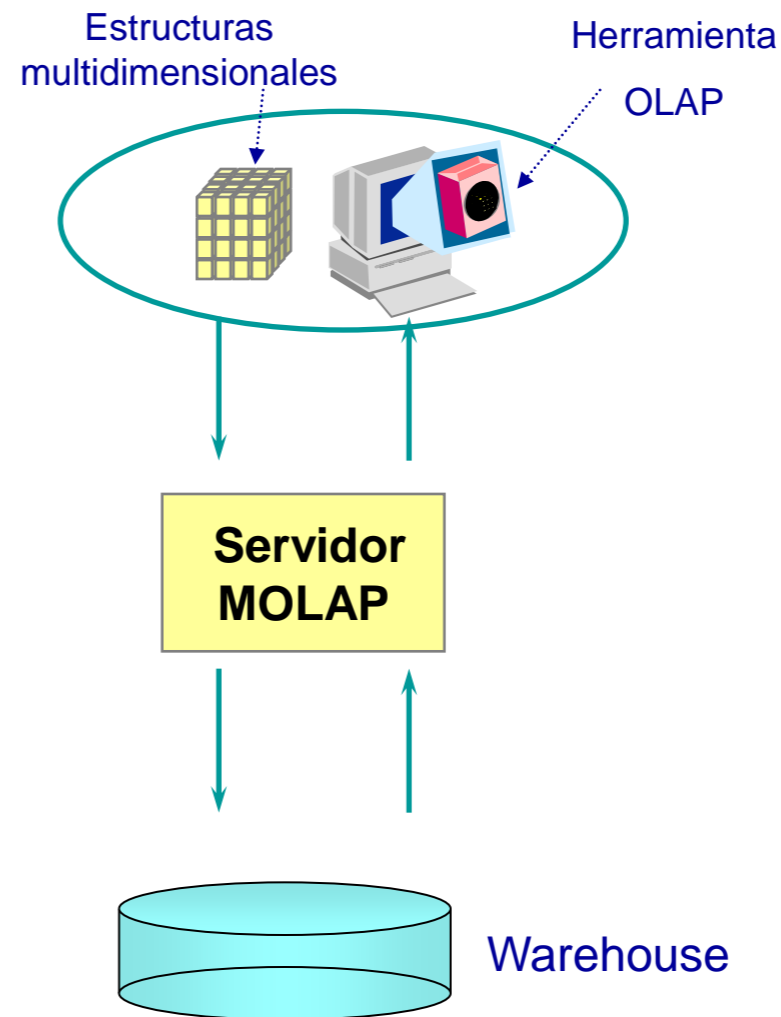 Estructuras
multidimensionales
Herramienta
OLAP
Servidor
MOLAP
Warehouse